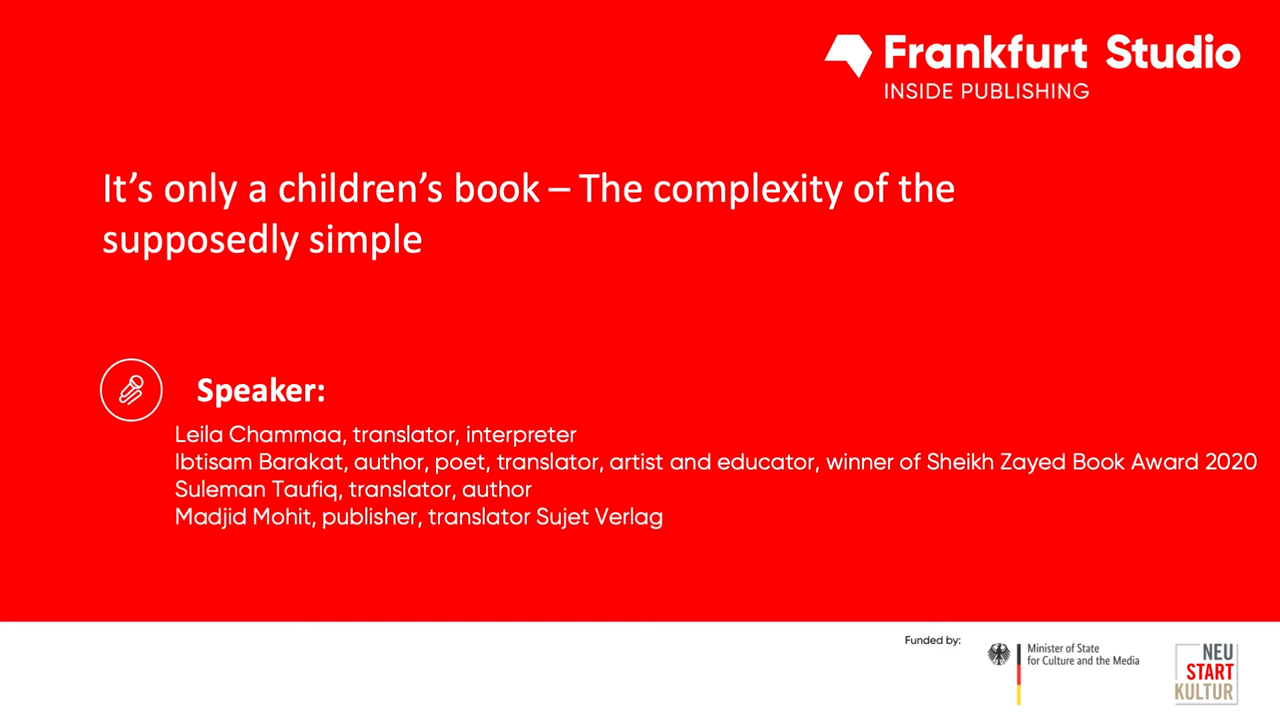 Frankfurt Studio
INSIDE PUBLISHING
It’s only a children’s book – The complexity of the
supposedly simple
Speaker:
Leila Chammaa, translator, interpreter
Ibtisam Barakat, author, poet, translator, artist and educator, winner of Sheikh Zayed Book Award 2020
Suleman Taufiq, translator, author
Madjid Mohit, publisher, translator Sujet Verlag
Funded by:
Minister of State
for Culture and the Media
NEU
START
KULTUR